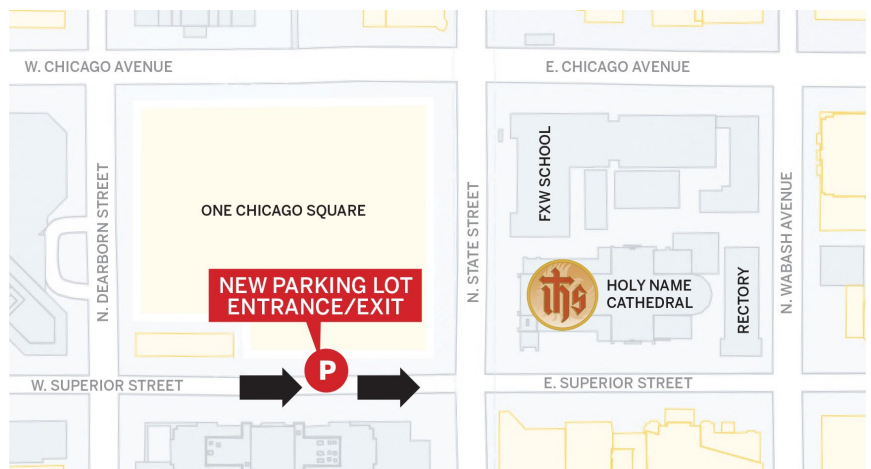 W. CHICAGO AVENUE
E. CHICAGO AVENUE
FXW SCHOOL
N. DEARBORN STREET
ONE CHICAGO SQUARE
N. STATE STREET
N. WABASH AVENUE
NEW PARKING LOT
ENTRANCE/EXIT
ihs
HOLY NAME
CATHEDRAL
RECTORY
P
W. SUPERIOR STREET
E. SUPERIOR STREET